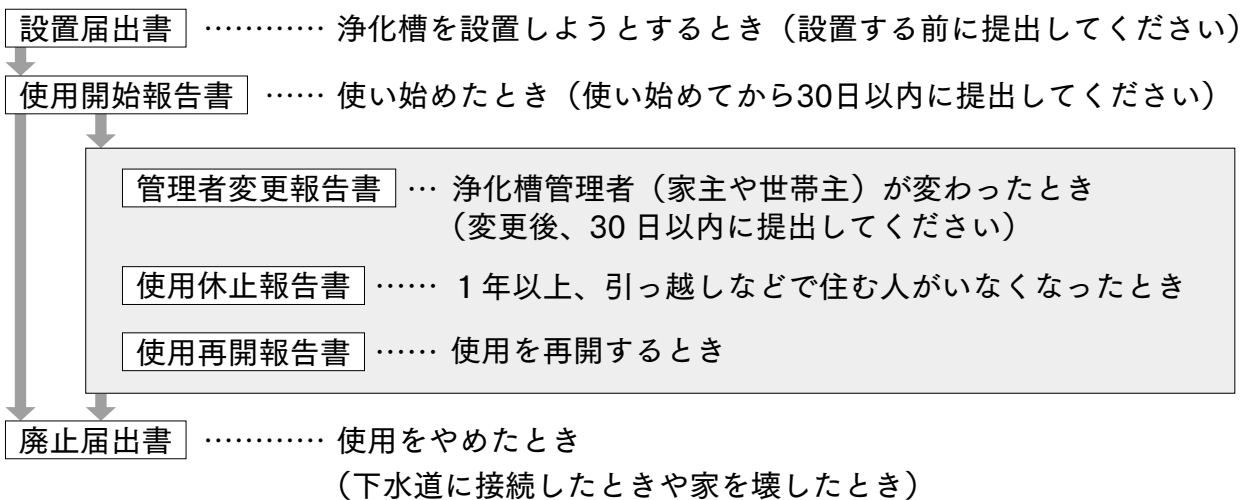 設置届出書 ………… 浄化槽を設置しようとするとき（設置する前に提出してください）
使用開始報告書 …… 使い始めたとき（使い始めてから30日以内に提出してください）
管理者変更報告書 … 浄化槽管理者（家主や世帯主）が変わったとき
（変更後、30 日以内に提出してください）
使用休止報告書 …… 1 年以上、引っ越しなどで住む人がいなくなったとき
使用再開報告書 …… 使用を再開するとき
廃止届出書 ………… 使用をやめたとき
（下水道に接続したときや家を壊したとき）